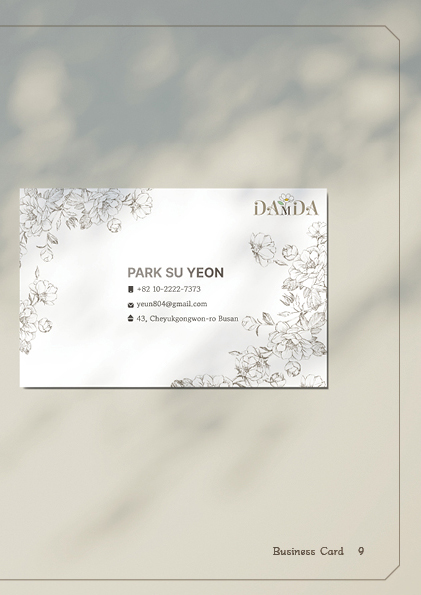 DAMDA
PARK SU YEON
+82 10-2222-7373
yeun804@gmail.com
43, Cheyukgongwon-ro Busan
Business Card 9